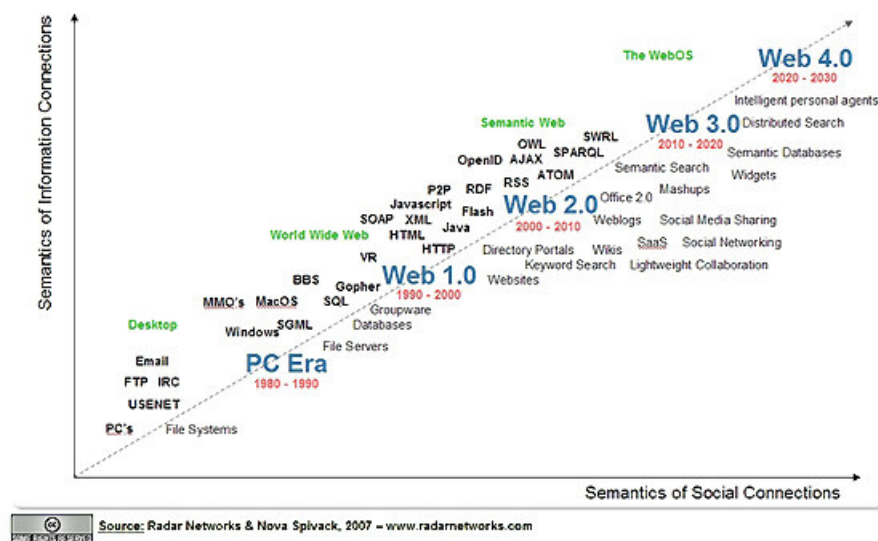 Semantics of Information Connections
The WebOS
Web 4.0
2020 - 2030
Intelligent personal agents
Semantic Web
SWRL
Web 3.0
Distributed Search
2010 - 2020
OWL
SPARQL
Semantic Databases
OpenID
AJAX
ATOM
Semantic Search
Widgets
P2P
RDF
RSS
Office 2.0
Mashups
Javascript
Flash
Web 2.0
2000 - 2010
SOAP
XML
Java
Weblogs
Social Media Sharing
World Wide Web
HTML
HTTP
Directory Portals
Wikis
SaaS
Social Networking
VR
Keyword Search
Lightweight Collaboration
Web 1.0
1990 - 2000
Websites
BBS
Gopher
MMO's
MacOS
SQL
Groupware
Desktop
Windows
SGML
Databases
File Servers
Email
PC Era
1980 - 1990
FTP
IRC
USENET
PC's
File Systems
Semantics of Social Connections
cc
SOME RIGHTS RESERVED
Source: Radar Networks & Nova Spivack, 2007 – www.radarnetworks.com